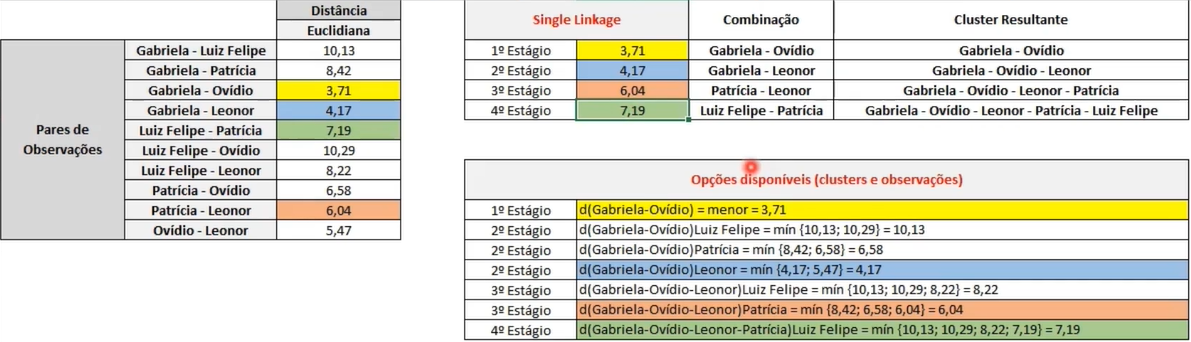 Distância
Euclidiana
Pares de Observações
Gabriela - Luiz Felipe 10,13
Gabriela - Patrícia 8,42
Gabriela - Ovídio 3,71
Gabriela - Leonor 4,17
Luiz Felipe - Patrícia 7,19
Luiz Felipe - Ovídio 10,29
Luiz Felipe - Leonor 8,22
Patrícia - Ovídio 6,58
Patrícia - Leonor 6,04
Ovídio - Leonor 5,47
Single Linkage Combinação Cluster Resultante
1º Estágio 3,71 Gabriela - Ovídio Gabriela - Ovídio
2º Estágio 4,17 Gabriela - Leonor Gabriela - Ovídio - Leonor
3º Estágio 6,04 Patrícia - Leonor Gabriela - Ovídio - Leonor - Patrícia
4º Estágio 7,19 Luiz Felipe - Patrícia Gabriela - Ovídio - Leonor - Patrícia - Luiz Felipe
Opções disponíveis (clusters e observações)
1º Estágio d(Gabriela-Ovídio) = menor = 3,71
2º Estágio d(Gabriela-Ovídio)Luiz Felipe = mín {10,13; 10,29} = 10,13
2º Estágio d(Gabriela-Ovídio)Patrícia = mín {8,42; 6,58} = 6,58
2º Estágio d(Gabriela-Ovídio)Leonor = mín {4,17; 5,47} = 4,17
3º Estágio d(Gabriela-Ovídio-Leonor)Luiz Felipe = mín {10,13; 10,29; 8,22} = 8,22
3º Estágio d(Gabriela-Ovídio-Leonor)Patrícia = mín {8,42; 6,58; 6,04} = 6,04
4º Estágio d(Gabriela-Ovídio-Leonor-Patrícia)Luiz Felipe = mín {10,13; 10,29; 8,22; 7,19} = 7,19